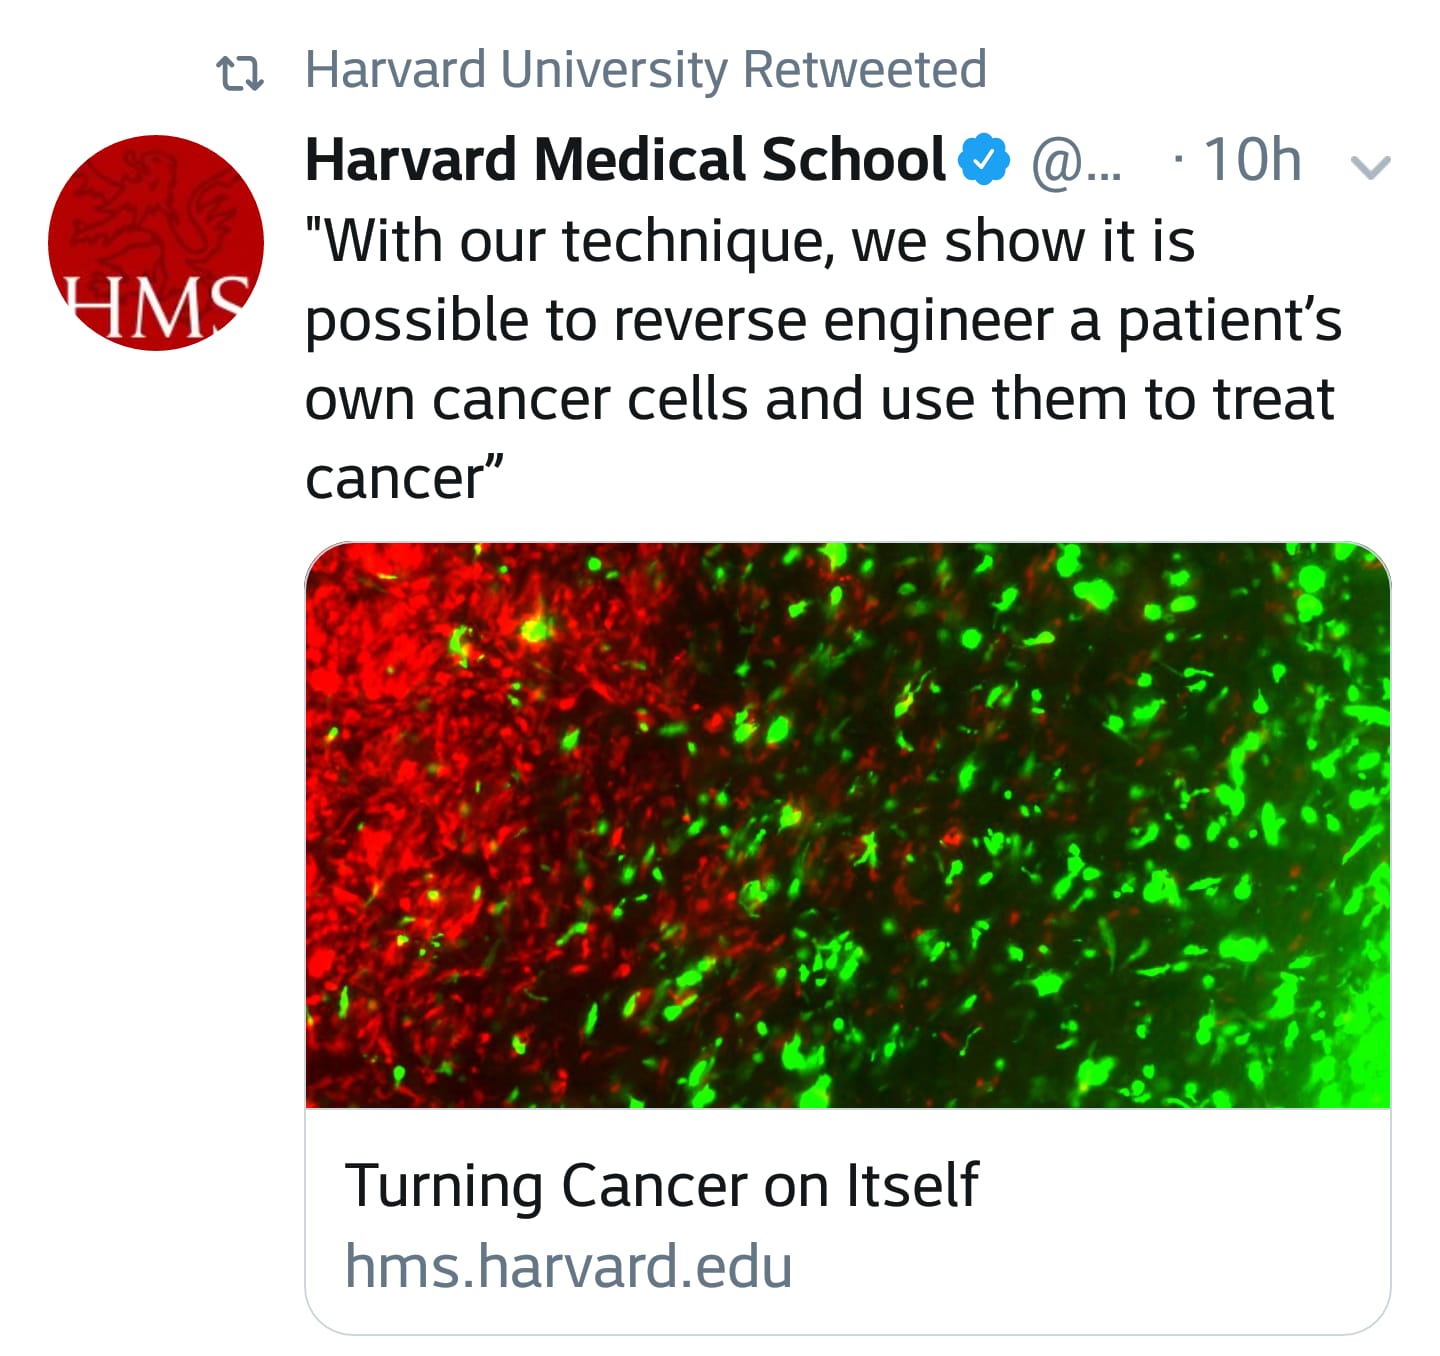 Harvard University Retweeted
Harvard Medical School @... · 10h
"With our technique, we show it is
possible to reverse engineer a patient’s
own cancer cells and use them to treat
cancer”
HMS
Turning Cancer on Itself
hms.harvard.edu